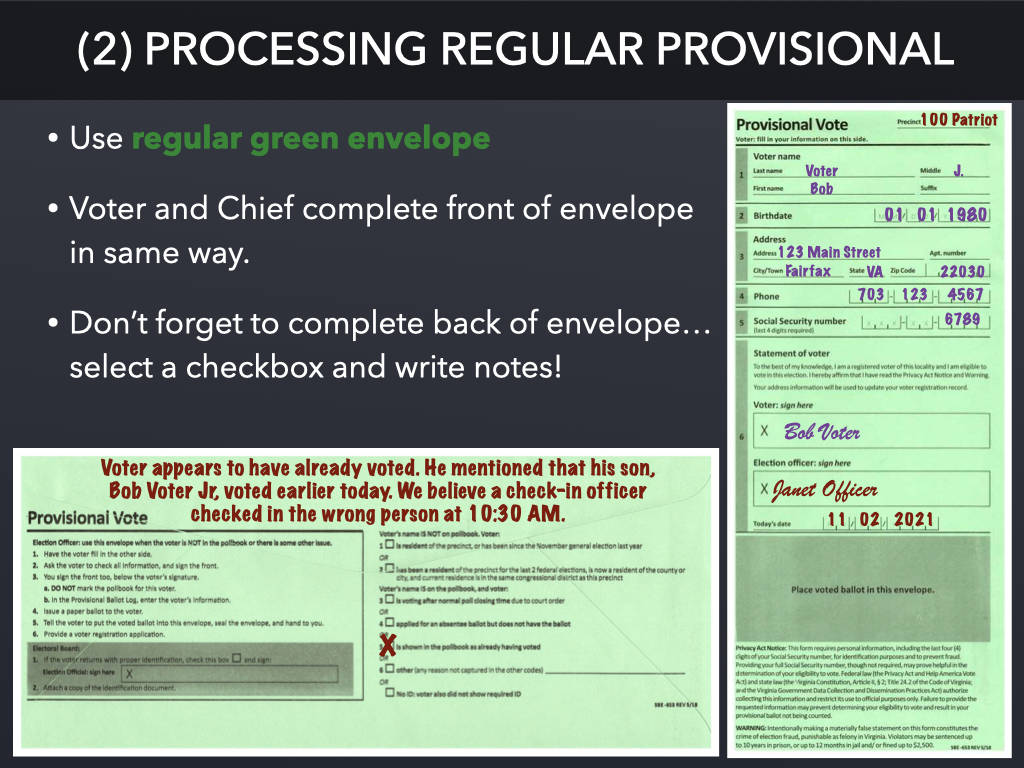 (2) PROCESSING REGULAR PROVISIONAL
• Use regular green envelope
• Voter and Chief complete front of envelope
in same way.
• Don’t forget to complete back of envelope…
select a checkbox and write notes!
Provisional Vote
Precinct 100 Patriot
Voter: fill in your information on this side.
1
Voter name
Last name Voter Middle J.
First name Bob Suffix
2 Birthdate 01 01 1980
3
Address
Address 123 Main Street Apt. number
City/Town Fairfax State VA Zip Code 22030
4 Phone 703 - 123 - 4567
5 Social Security number 6789
(last 4 digits required)
6
Statement of voter
To the best of my knowledge, I am a registered voter of this locality and I am eligible to
vote in this election. I hereby affirm that I have read the Privacy Act Notice and Warning.
Your address information will be used to update your voter registration record.
Voter: sign here
X Bob Voter
Election officer: sign here
X Janet Officer
Today's date 11 02 2021
Place voted ballot in this envelope.
Privacy Act Notice: This form requires personal information, including the last four (4)
digits of your Social Security Number, for identification purposes and to prevent fraud.
Providing your full Social Security Number, though not required, may prove helpful in the
determination of your eligibility to vote. Federal law (the Privacy Act and Help America Vote
Act) and state law (the Virginia Constitution, Article II, § 2; Title 24.2 of the Code of Virginia;
and the Virginia Government Data Collection and Dissemination Practices Act) authorize
collecting this information and restrict its use to official purposes only. Failure to provide the
requested information may prevent determining your eligibility to vote and result in your
provisional ballot not being counted.
WARNING: Intentionally making a materially false statement on this form constitutes the
crime of election fraud, punishable as felony in Virginia. Violators may be sentenced up
to 10 years in prison, or up to 12 months in jail and/ or fined up to $2,500.
SBE -653 REV 5/18
Voter appears to have already voted. He mentioned that his son,
Bob Voter Jr, voted earlier today. We believe a check-in officer
checked in the wrong person at 10:30 AM.
Provisional Vote
Election Officer: use this envelope when the voter is NOT in the pollbook or there is some other issue.
1. Have the voter fill in the other side.
2. Ask the voter to check all information, and sign the front.
3. You sign the front too, below the voter's signature.
a. DO NOT mark the pollbook for this voter.
b. In the Provisional Ballot Log, enter the voter's information.
4. Issue a paper ballot to the voter.
5. Tell the voter to put the voted ballot into this envelope, seal the envelope, and hand to you.
6. Provide a voter registration application.
Electoral Board:
1. If the voter returns with proper identification, check this box and sign:
Election Official: sign here X
2. Attach a copy of the identification document.
Voter's name IS NOT on pollbook. Voter:
1 is resident of the precinct, or has been since the November general election last year
OR
2 has been a resident of the precinct for the last 2 federal elections, is now a resident of the county or
city, and current residence is in the same congressional district as this precinct
Voter's name IS on the pollbook, and voter:
3 is voting after normal poll closing time due to court order
OR
4 applied for an absentee ballot but does not have the ballot
OR
X is shown in the pollbook as already having voted
OR
6 other (any reason not captured in the other codes)
OR
No ID: voter also did not show required ID
SBE -653 REV 5/18